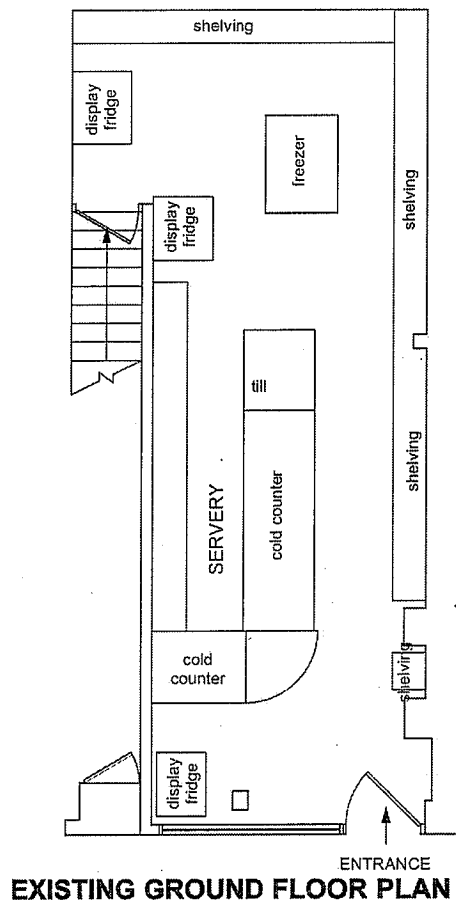 shelving
display
fridge
freezer
shelving
display
fridge
till
shelving
cold counter
SERVERY
cold
counter
shelving
display
fridge
ENTRANCE
EXISTING GROUND FLOOR PLAN